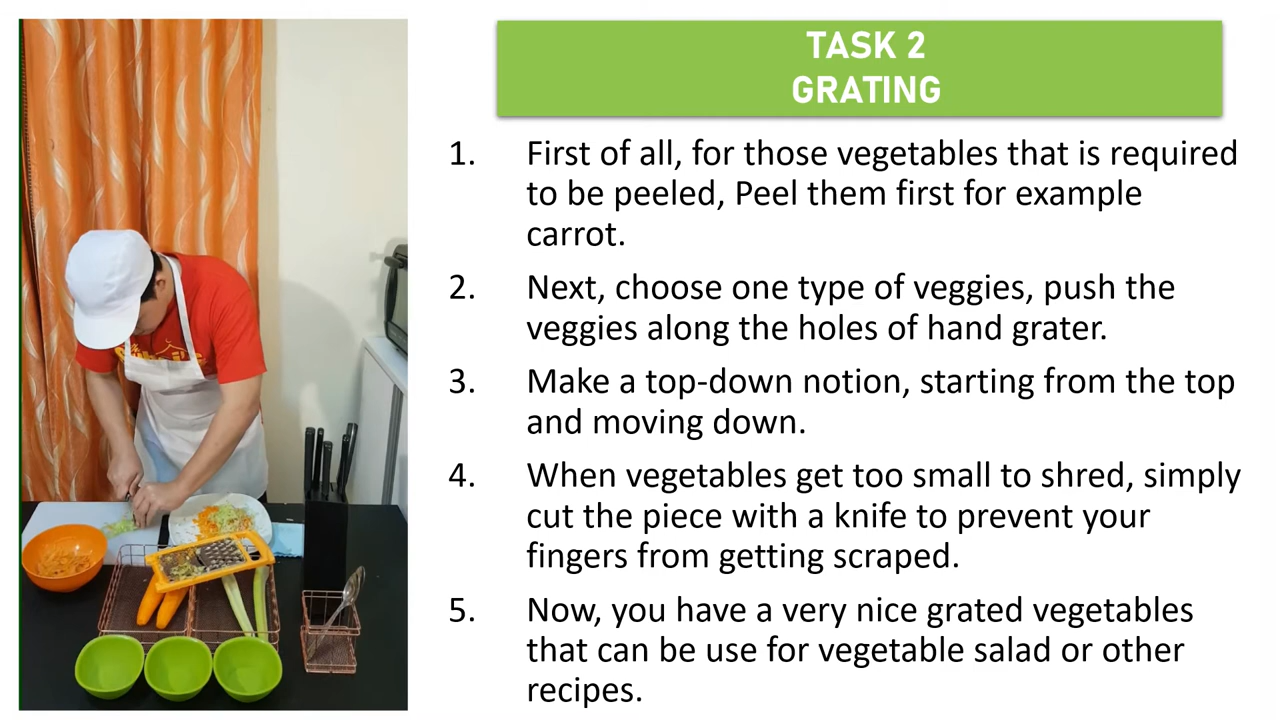 TASK 2
GRATING
1. First of all, for those vegetables that is required
to be peeled, Peel them first for example
carrot.
2. Next, choose one type of veggies, push the
veggies along the holes of hand grater.
3. Make a top-down notion, starting from the top
and moving down.
4. When vegetables get too small to shred, simply
cut the piece with a knife to prevent your
fingers from getting scraped.
5. Now, you have a very nice grated vegetables
that can be use for vegetable salad or other
recipes.